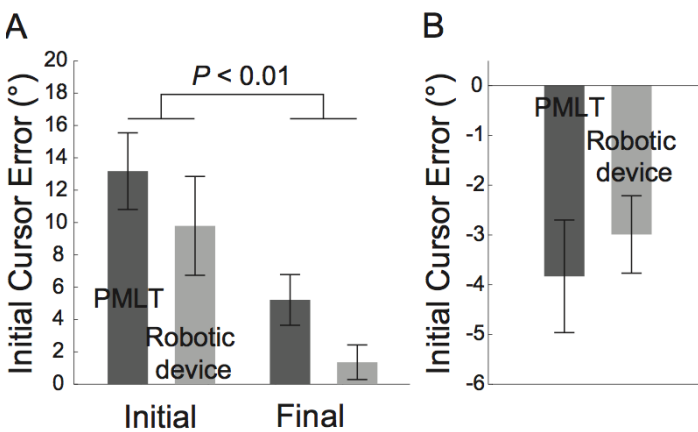 A
Initial Cursor Error (°)
20
18
16
14
12
10
8
6
4
2
0
P < 0.01
PMLT
Robotic
device
Initial
Final
B
Initial Cursor Error (°)
0
-1
-2
-3
-4
-5
-6
PMLT
Robotic
device